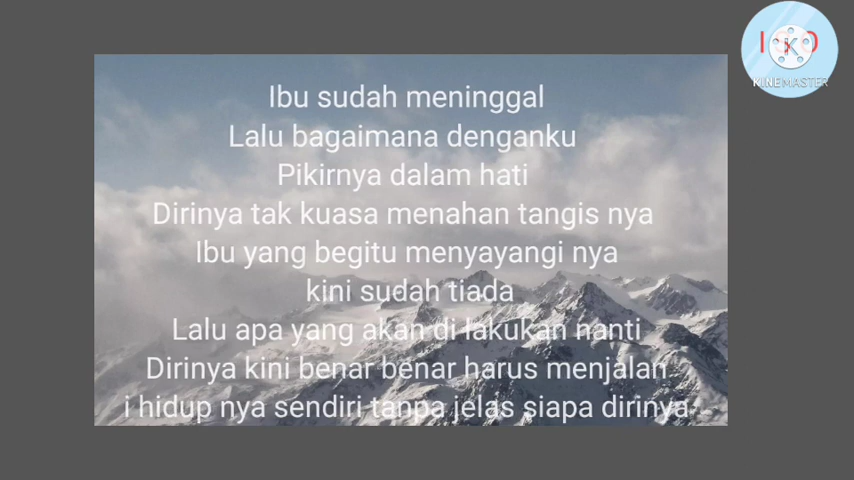 Ibu sudah meninggal
Lalu bagaimana denganku
Pikirnya dalam hati
Dirinya tak kuasa menahan tangis nya
Ibu yang begitu menyayangi nya
kini sudah tiada
Lalu apa yang akan di lakukan nanti
Dirinya kini benar benar harus menjalan
i hidup nya sendiri tanpa jelas siapa dirinya
K
KINEMASTER